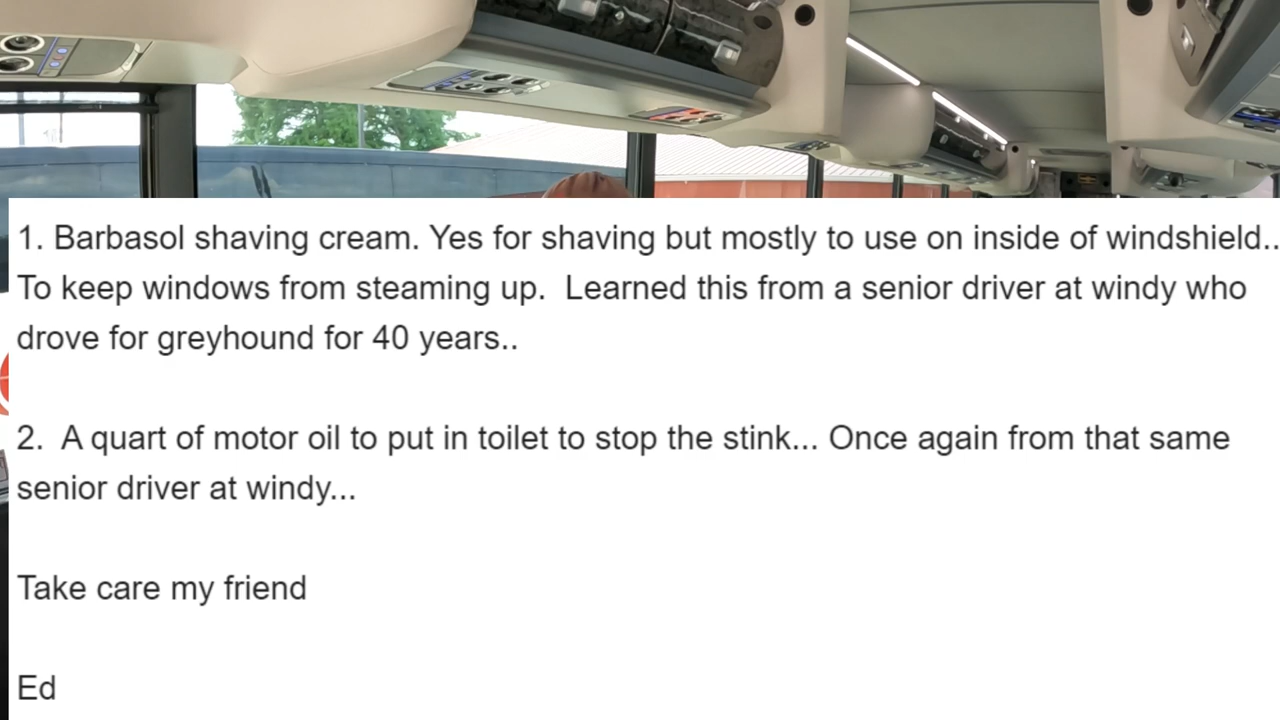 1. Barbasol shaving cream. Yes for shaving but mostly to use on inside of windshield..
To keep windows from steaming up.  Learned this from a senior driver at windy who
drove for greyhound for 40 years..
2.  A quart of motor oil to put in toilet to stop the stink... Once again from that same
senior driver at windy...
Take care my friend
Ed